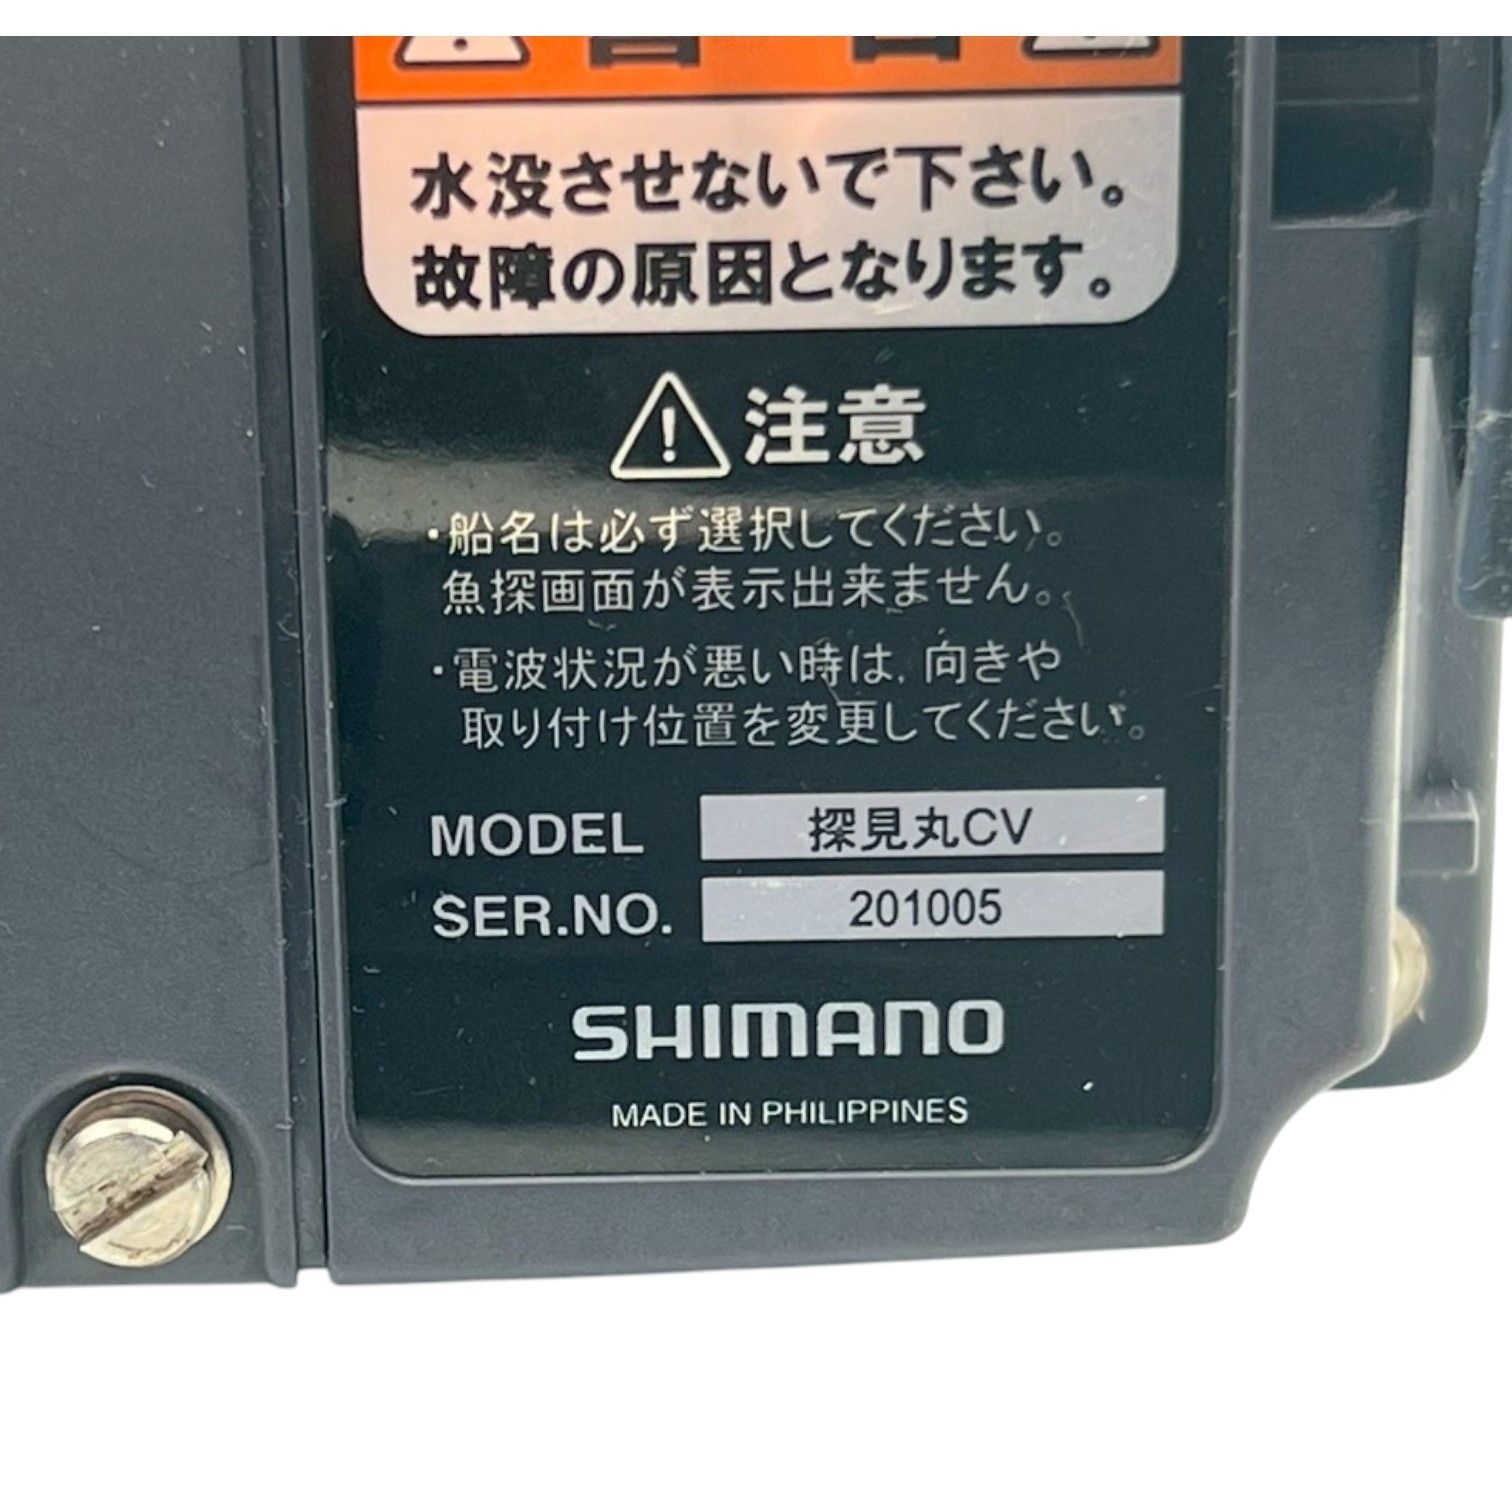 水没させないで下さい。
故障の原因となります。
注意
・船名は必ず選択してください。
魚探画面が表示出来ません。
・電波状況が悪い時は、向きや
取り付け位置を変更してください。
MODEL 探見丸CV
SER.NO. 201005
SHIMANO
MADE IN PHILIPPINES